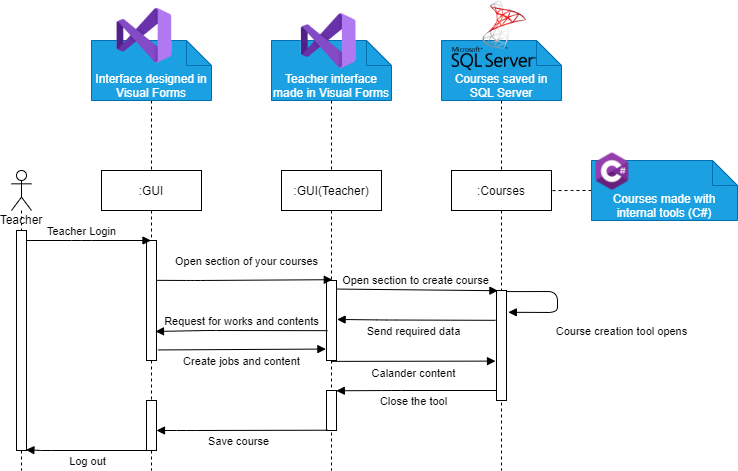 Microsoft
SQL Server
Interface designed in
Visual Forms
Teacher interface
made in Visual Forms
Courses saved in
SQL Server
C#
Courses made with
internal tools (C#)
:GUI
:GUI(Teacher)
:Courses
Teacher
Teacher Login
Open section of your courses
Open section to create course
Request for works and contents
Send required data
Course creation tool opens
Create jobs and content
Calander content
Close the tool
Save course
Log out